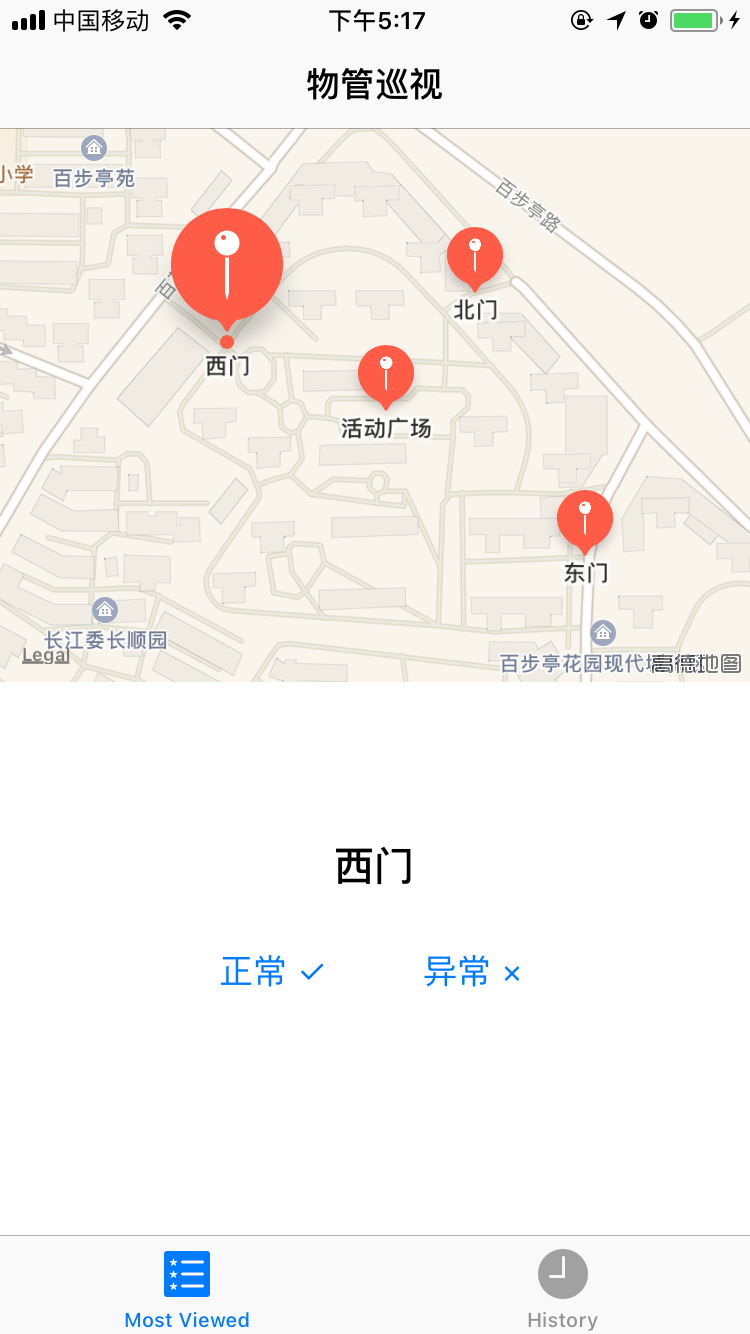 中国移动 下午5:17
物管巡视
小学
百步亭苑
百步亭路
北门
西门
活动广场
东门
长江委长顺园
Legal
百步亭花园现代
高德地图
西门
正常 ✓ 异常 ×
Most Viewed History